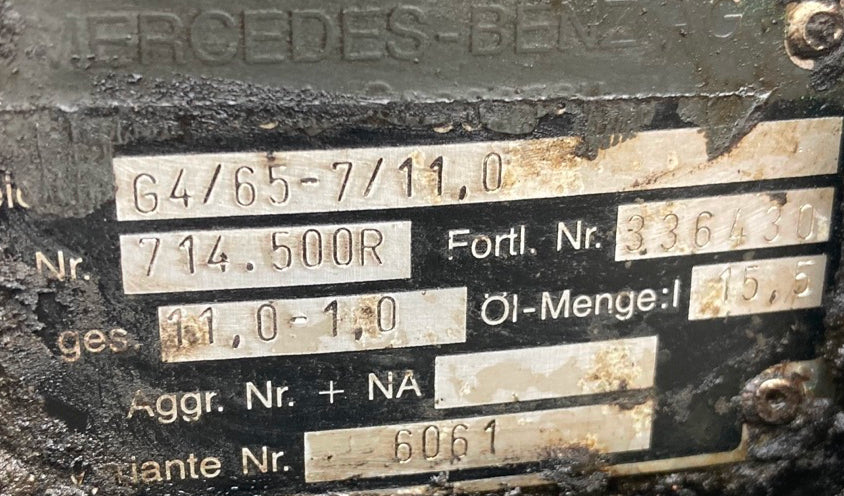 MERCEDES-BENZ AG
G4/65-7/11,0
Nr. 714.500R Fortl. Nr. 336430
ges. 11,0-1,0 Öl-Menge:l 15,5
Aggr. Nr. + NA
Nr. 6061